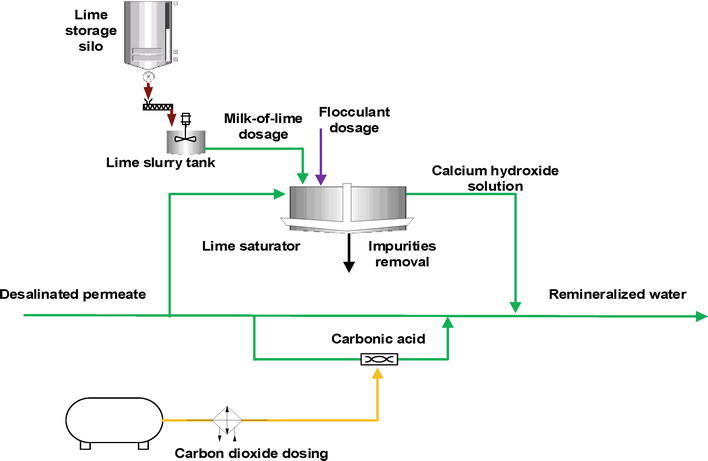 Lime
storage
silo
Milk-of-lime
dosage
Flocculant
dosage
Lime slurry tank
Calcium hydroxide
solution
Lime saturator
Impurities
removal
Desalinated permeate
Remineralized water
Carbonic acid
Carbon dioxide dosing